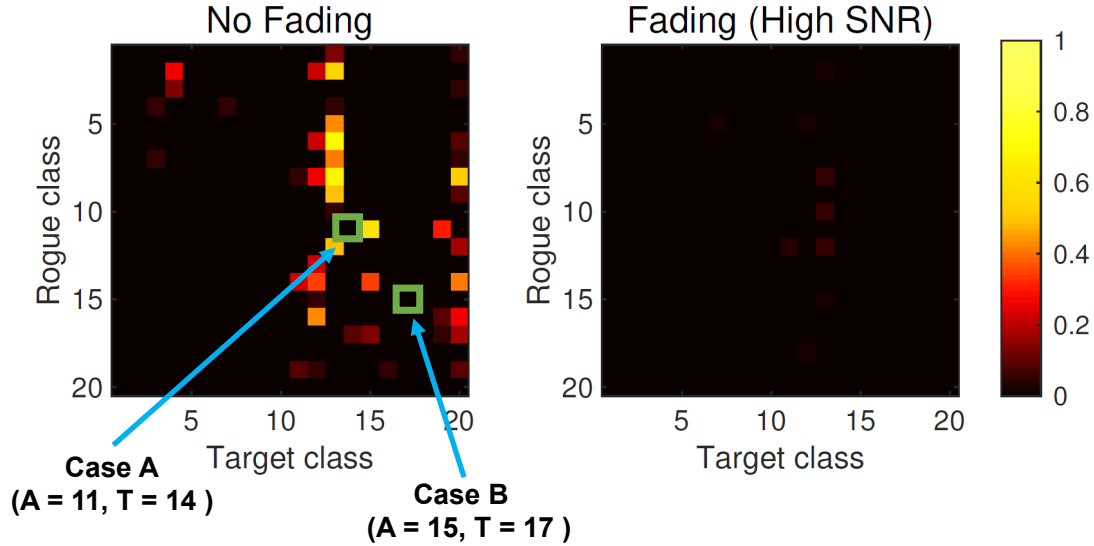 No Fading
Fading (High SNR)
Rogue class
5
10
15
20
5
10
15
20
Target class
Rogue class
5
10
15
20
5
10
15
20
Target class
1
0.8
0.6
0.4
0.2
0
Case A
(A = 11, T = 14 )
Case B
(A = 15, T = 17 )